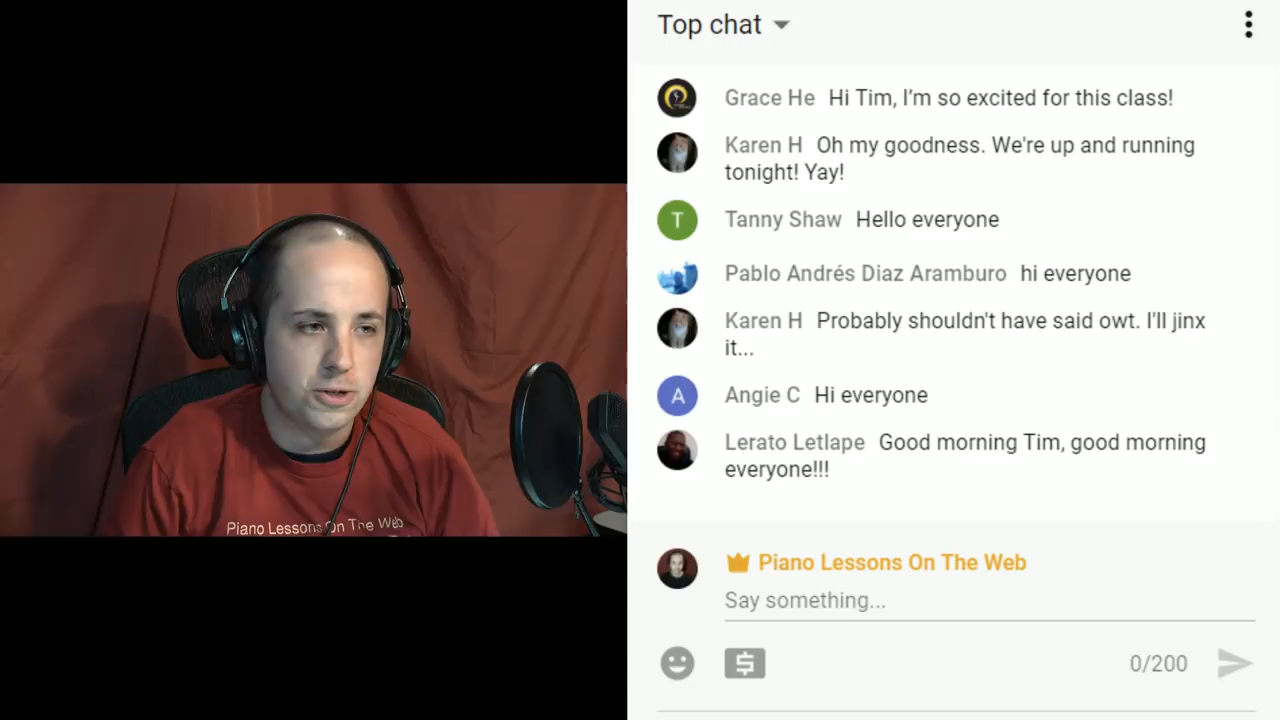 Top chat
Grace He Hi Tim, I'm so excited for this class!
Karen H Oh my goodness. We're up and running
tonight! Yay!
T Tanny Shaw Hello everyone
Pablo Andrés Diaz Aramburo hi everyone
Karen H Probably shouldn't have said owt. I'll jinx
it...
A Angie C Hi everyone
Lerato Letlape Good morning Tim, good morning
everyone!!!
Piano Lessons On The Web
Piano Lessons On The Web
Say something...
0/200